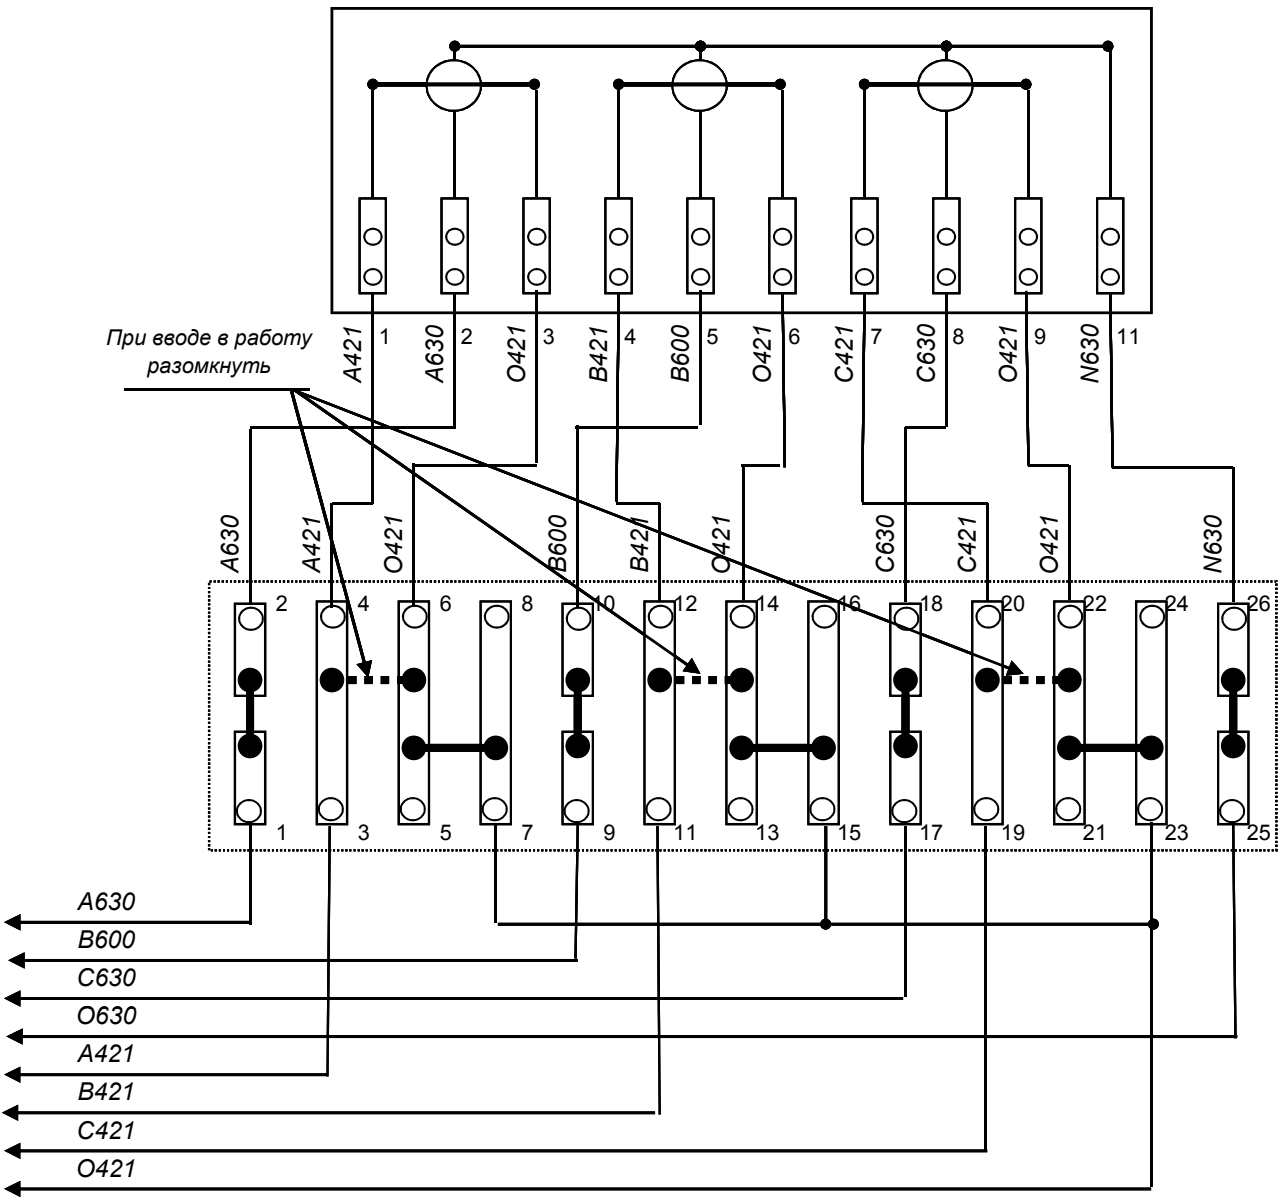 При вводе в работу
разомкнуть
A421 1 A630 2 O421 3 B421 4 B600 5 O421 6 C421 7 C630 8 O421 9 N630 11
A630 A421 O421 B600 B421 O421 C630 C421 O421 N630
2 4 6 8 10 12 14 16 18 20 22 24 26
1 3 5 7 9 11 13 15 17 19 21 23 25
A630
B600
C630
O630
A421
B421
C421
O421